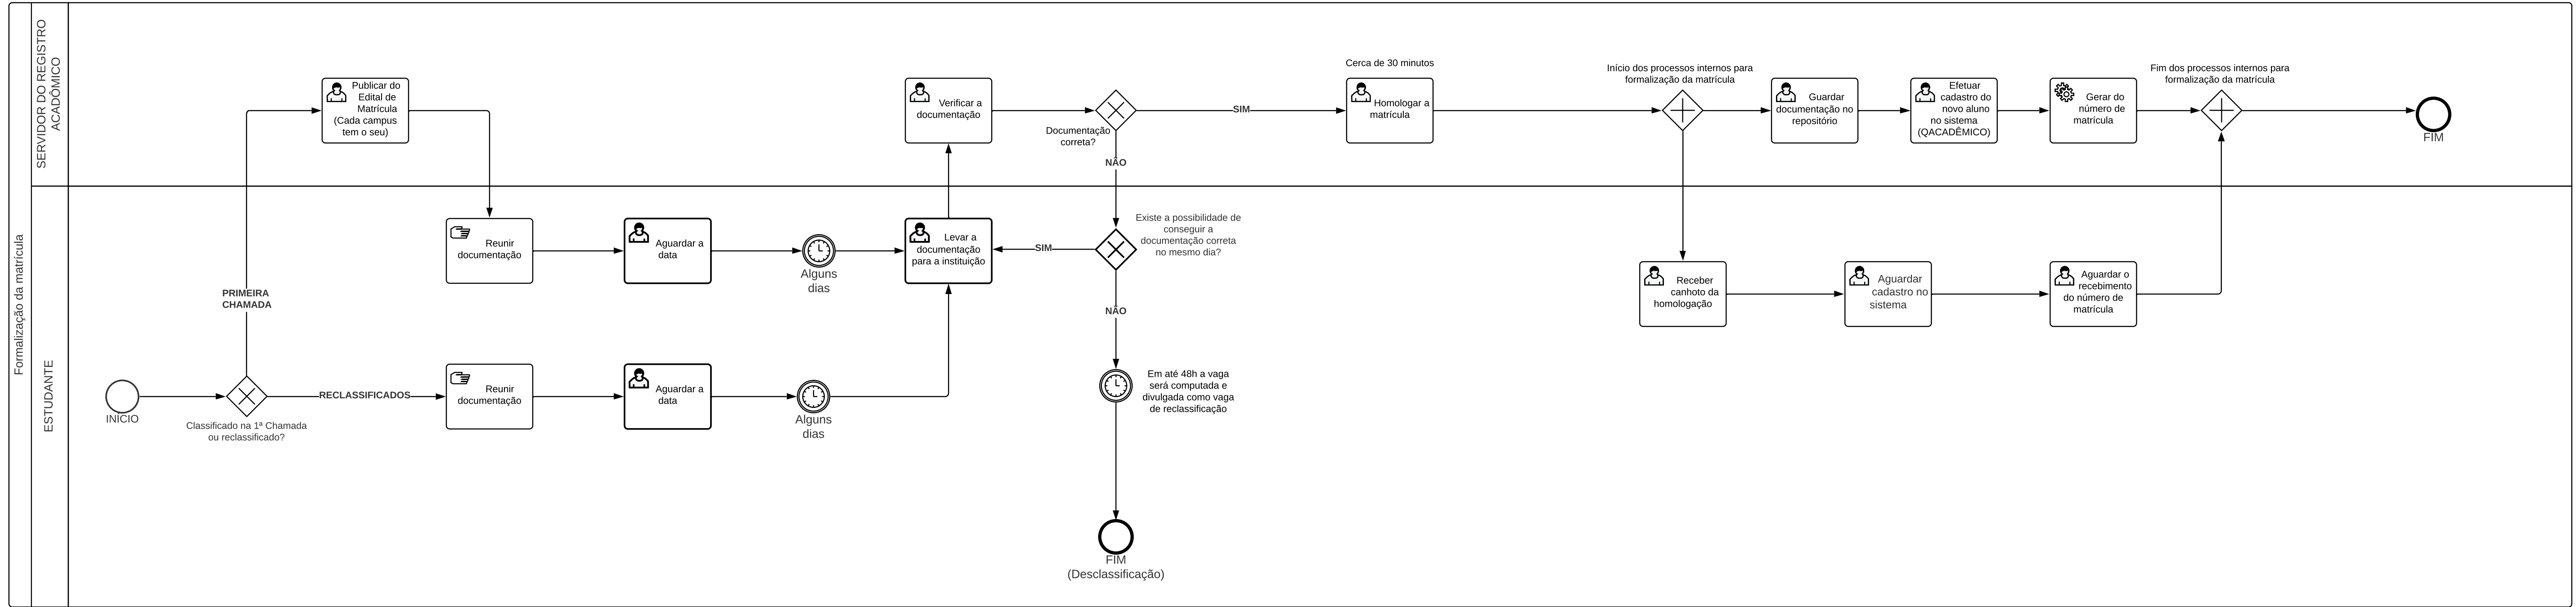 Formalização da matrícula
SERVIDOR DO REGISTRO
ACADÔMICO
Publicar do
Edital de
Matrícula
(Cada campus
tem o seu)
Verificar a
documentação
Documentação
correta?
SIM
NÃO
Cerca de 30 minutos
Homologar a
matrícula
Início dos processos internos para
formalização da matrícula
Guardar
documentação no
repositório
Efetuar
cadastro do
novo aluno
no sistema
(QACADÊMICO)
Gerar do
número de
matrícula
Fim dos processos internos para
formalização da matrícula
FIM
ESTUDANTE
INÍCIO
Classificado na 1ª Chamada
ou reclassificado?
PRIMEIRA
CHAMADA
RECLASSIFICADOS
Reunir
documentação
Aguardar a
data
Alguns
dias
Levar a
documentação
para a instituição
SIM
Existe a possibilidade de
conseguir a
documentação correta
no mesmo dia?
NÃO
Reunir
documentação
Aguardar a
data
Alguns
dias
Em até 48h a vaga
será computada e
divulgada como vaga
de reclassificação
FIM
(Desclassificação)
Receber
canhoto da
homologação
Aguardar
cadastro no
sistema
Aguardar o
recebimento
do número de
matrícula